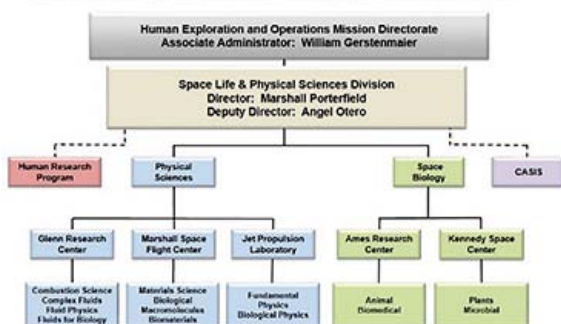 Human Exploration and Operations Mission Directorate
Associate Administrator: William Gerstenmaier
Space Life & Physical Sciences Division
Director: Marshall Porterfield
Deputy Director: Angel Otero
Human Research
Program
Physical
Sciences
Space
Biology
CASIS
Glenn Research
Center
Marshall Space
Flight Center
Jet Propulsion
Laboratory
Ames Research
Center
Kennedy Space
Center
Combustion Science
Complex Fluids
Fluid Physics
Fluids for Biology
Materials Science
Biological
Macromolecules
Biomaterials
Fundamental
Physics
Biological Physics
Animal
Biomedical
Plants
Microbial